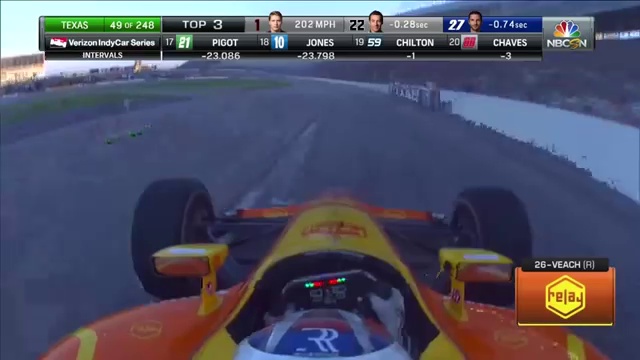 TEXAS 49 OF 248 TOP 3 1 202 MPH 22 -0.28sec 27 -0.74sec NBCSN
Verizon IndyCar Series 17 21 PIGOT 18 10 JONES 19 59 CHILTON 20 88 CHAVES
INTERVALS -23.086 -23.798 -1 -3
26-VEACH (R)
relay